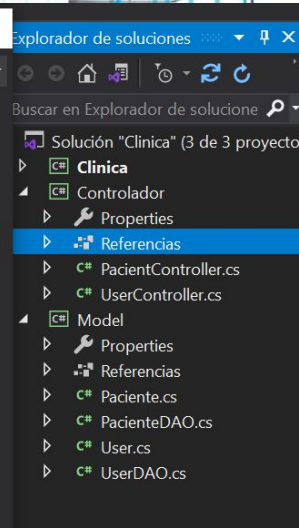 Explorador de soluciones
Buscar en Explorador de solucione
Solución "Clinica" (3 de 3 proyecto
C# Clinica
C# Controlador
Properties
Referencias
C# PacientController.cs
C# UserController.cs
C# Model
Properties
Referencias
C# Paciente.cs
C# PacienteDAO.cs
C# User.cs
C# UserDAO.cs